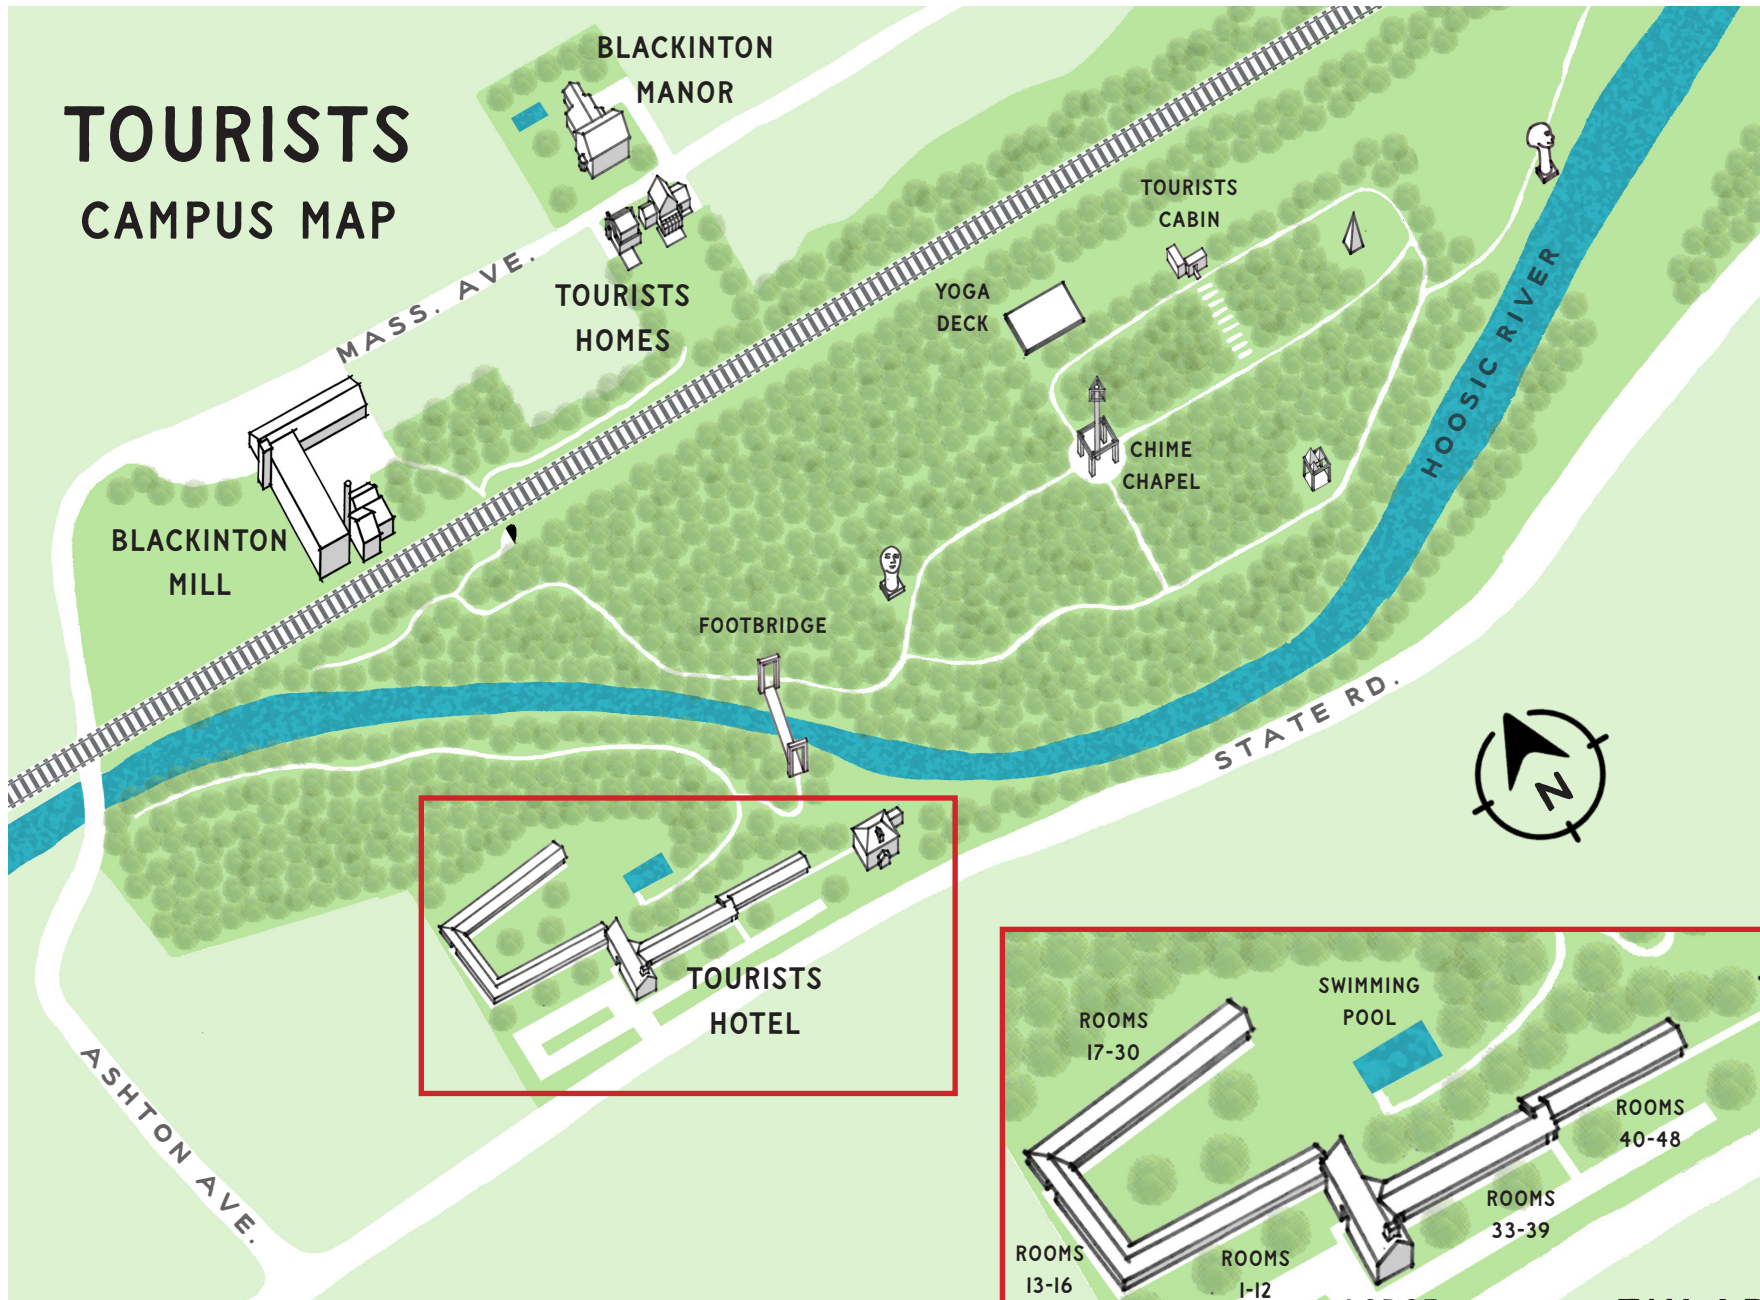 TOURISTS
CAMPUS MAP
BLACKINTON
MANOR
MASS. AVE.
TOURISTS
HOMES
TOURISTS
CABIN
YOGA
DECK
CHIME
CHAPEL
HOOSIC RIVER
BLACKINTON
MILL
FOOTBRIDGE
STATE RD.
N
TOURISTS
HOTEL
ASHTON AVE.
SWIMMING
POOL
ROOMS
17-30
ROOMS
40-48
ROOMS
33-39
ROOMS
13-16
ROOMS
1-12